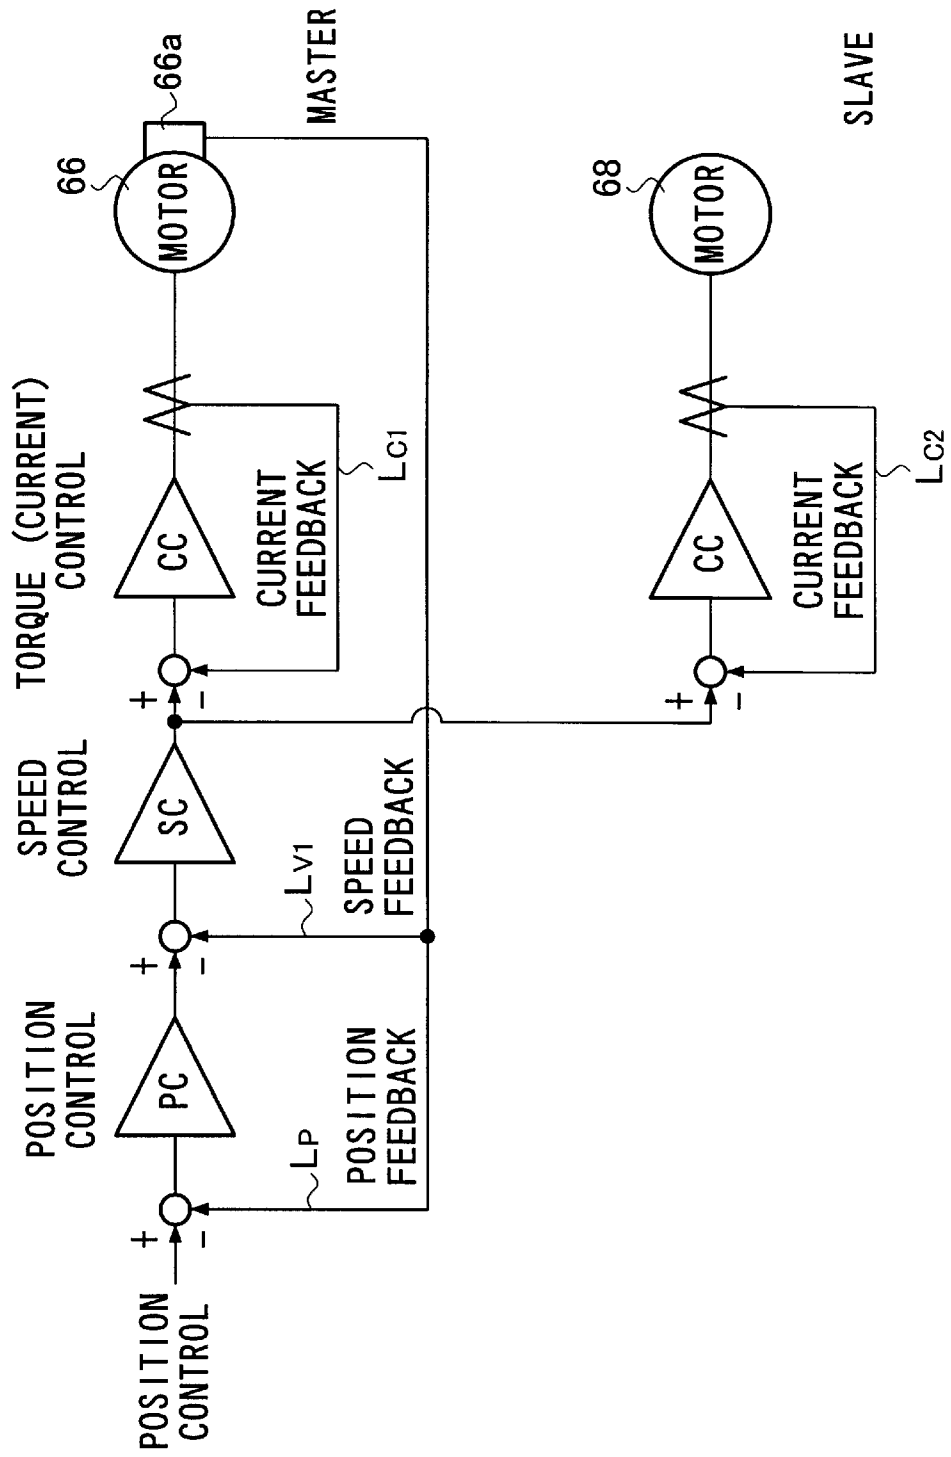 POSITION
CONTROL
+
−
POSITION
CONTROL
PC
LP
POSITION
FEEDBACK
+
−
SPEED
CONTROL
SC
LV1
SPEED
FEEDBACK
+
−
TORQUE (CURRENT)
CONTROL
CC
CURRENT
FEEDBACK
LC1
66
MOTOR
66a
MASTER
+
−
CC
CURRENT
FEEDBACK
LC2
68
MOTOR
SLAVE